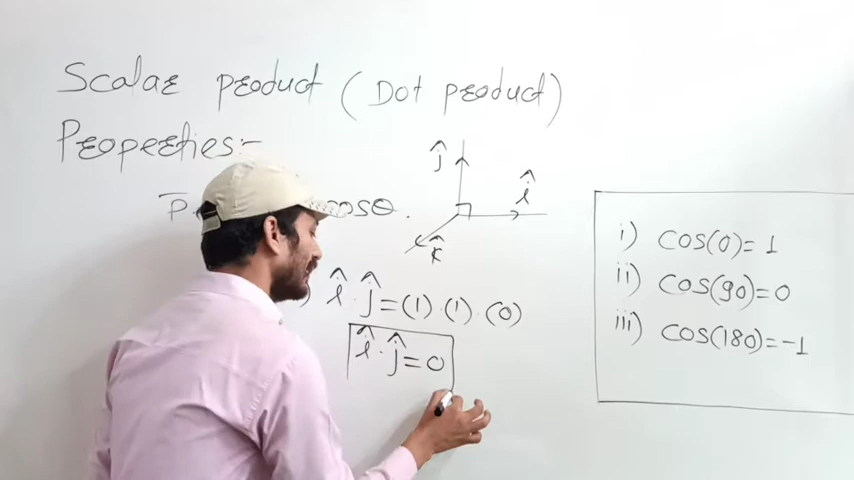 Scalar product (Dot product)
Properties:-
P cosθ.
ĵ
î
k̂
) î · ĵ = (1) · (1) · (0)
î · ĵ = 0
i) cos(0) = 1
ii) cos(90) = 0
iii) cos(180) = -1